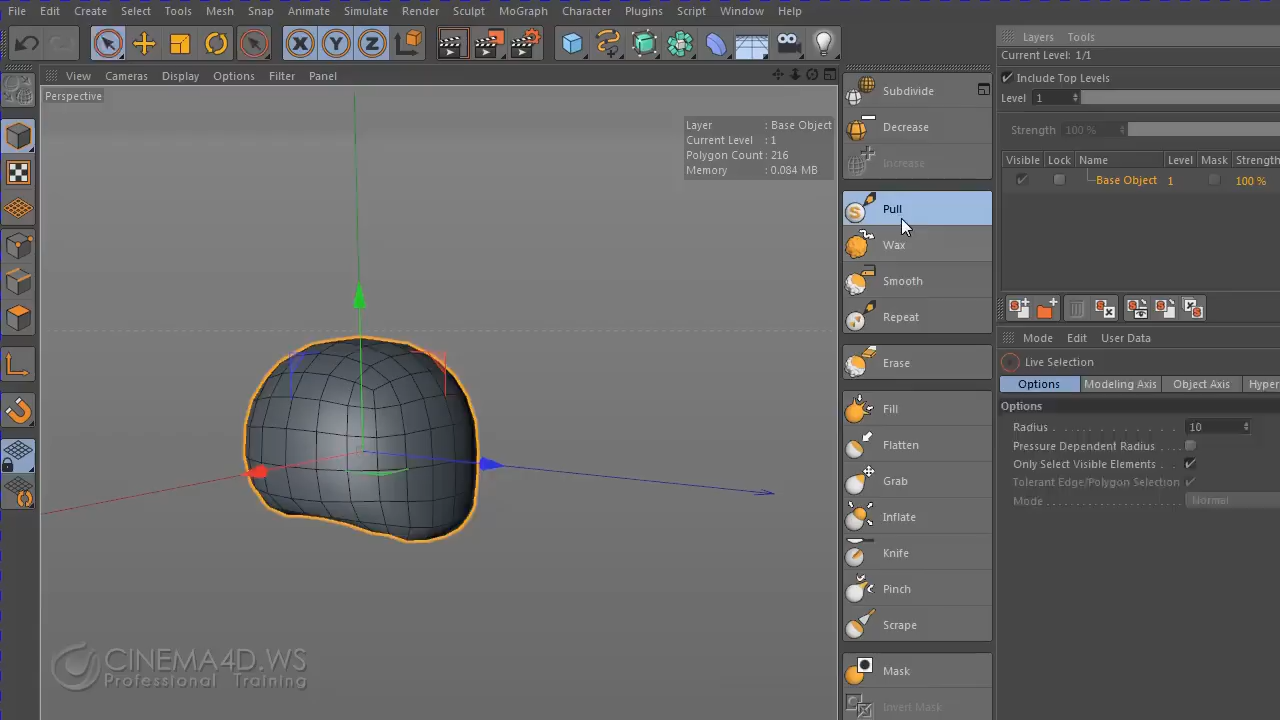 File Edit Create Select Tools Mesh Snap Animate Simulate Render Sculpt MoGraph Character Plugins Script Window Help
X Y Z
View Cameras Display Options Filter Panel
Perspective
Layer : Base Object
Current Level : 1
Polygon Count : 216
Memory : 0.084 MB
CINEMA4D.WS
Professional Training
Subdivide
Decrease
Increase
S Pull
Wax
Smooth
Repeat
Erase
Fill
Flatten
Grab
Inflate
Knife
Pinch
Scrape
Mask
Invert Mask
Layers Tools
Current Level: 1/1
Include Top Levels
Level 1
Strength 100 %
Visible Lock Name Level Mask Strength
Base Object 1 100 %
Mode Edit User Data
Live Selection
Options Modeling Axis Object Axis Hyper
Options
Radius . . . . . . . . . . . . 10
Pressure Dependent Radius .
Only Select Visible Elements .
Tolerant Edge/Polygon Selection
Mode . . . . . . . . . . . . . Normal